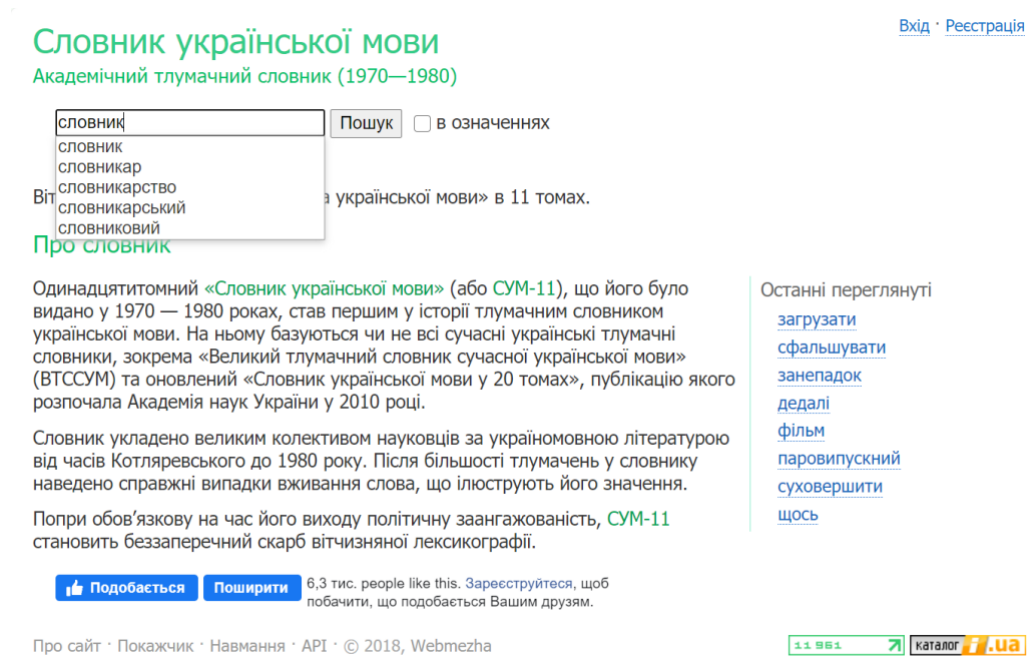 Вхід · Реєстрація
Словник української мови
Академічний тлумачний словник (1970—1980)
словник Пошук в означеннях
словник
словникар
словникарство
словникарський
словниковий
української мови» в 11 томах.
Про словник
Одинадцятитомний «Словник української мови» (або СУМ-11), що його було
видано у 1970 — 1980 роках, став першим у історії тлумачним словником
української мови. На ньому базуються чи не всі сучасні українські тлумачні
словники, зокрема «Великий тлумачний словник сучасної української мови»
(ВТССУМ) та оновлений «Словник української мови у 20 томах», публікацію якого
розпочала Академія наук України у 2010 році.
Словник укладено великим колективом науковців за україномовною літературою
від часів Котляревського до 1980 року. Після більшості тлумачень у словнику
наведено справжні випадки вживання слова, що ілюструють його значення.
Попри обов’язкову на час його виходу політичну заангажованість, СУМ-11
становить беззаперечний скарб вітчизняної лексикографії.
Останні переглянуті
загрузати
сфальшувати
занепадок
дедалі
фільм
паровипускний
суховершити
щось
Подобається Поширити 6,3 тис. people like this. Зареєструйтеся, щоб
побачити, що подобається Вашим друзям.
Про сайт · Покажчик · Навмання · API · © 2018, Webmezha
11951 каталог i.ua